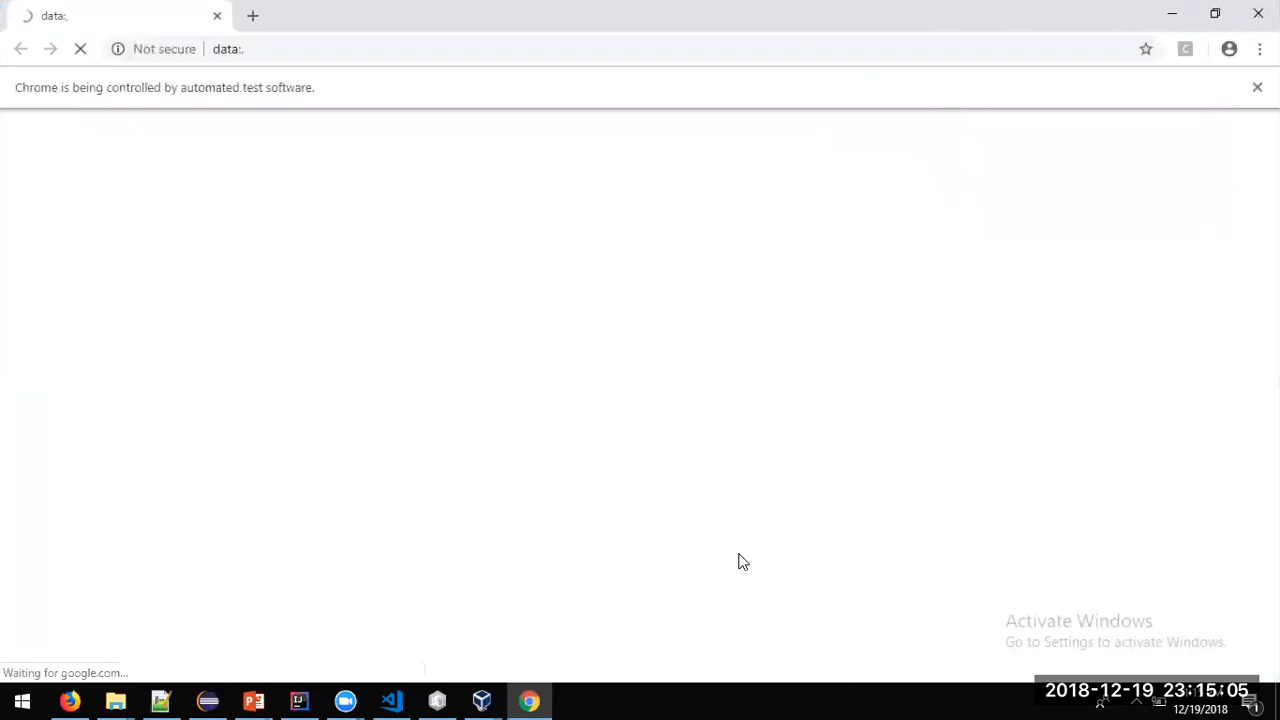 data:,
Not secure
data:,
Chrome is being controlled by automated test software.
Activate Windows
Go to Settings to activate Windows.
Waiting for google.com...
2018-12-19 23:15:05
12/19/2018